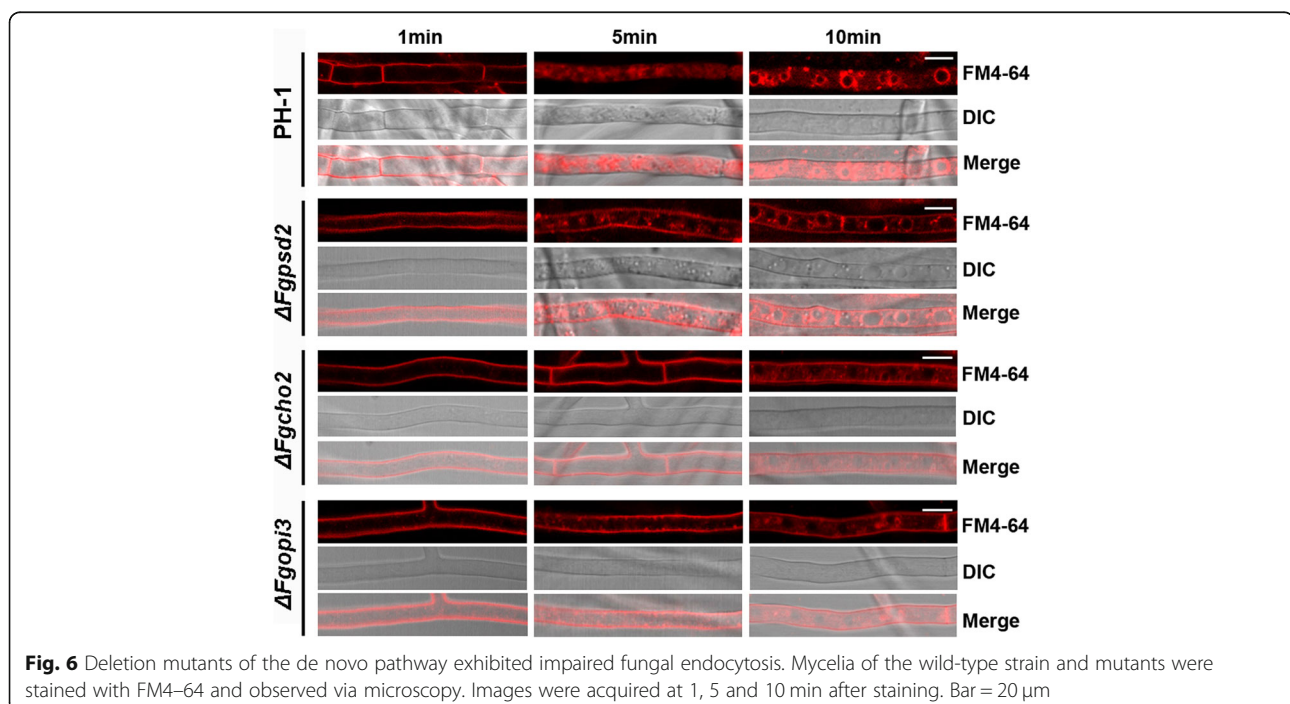 1min 5min 10min
PH-1
FM4-64
DIC
Merge
ΔFgpsd2
FM4-64
DIC
Merge
ΔFgcho2
FM4-64
DIC
Merge
ΔFgopi3
FM4-64
DIC
Merge
Fig. 6 Deletion mutants of the de novo pathway exhibited impaired fungal endocytosis. Mycelia of the wild-type strain and mutants were
stained with FM4–64 and observed via microscopy. Images were acquired at 1, 5 and 10 min after staining. Bar = 20 μm